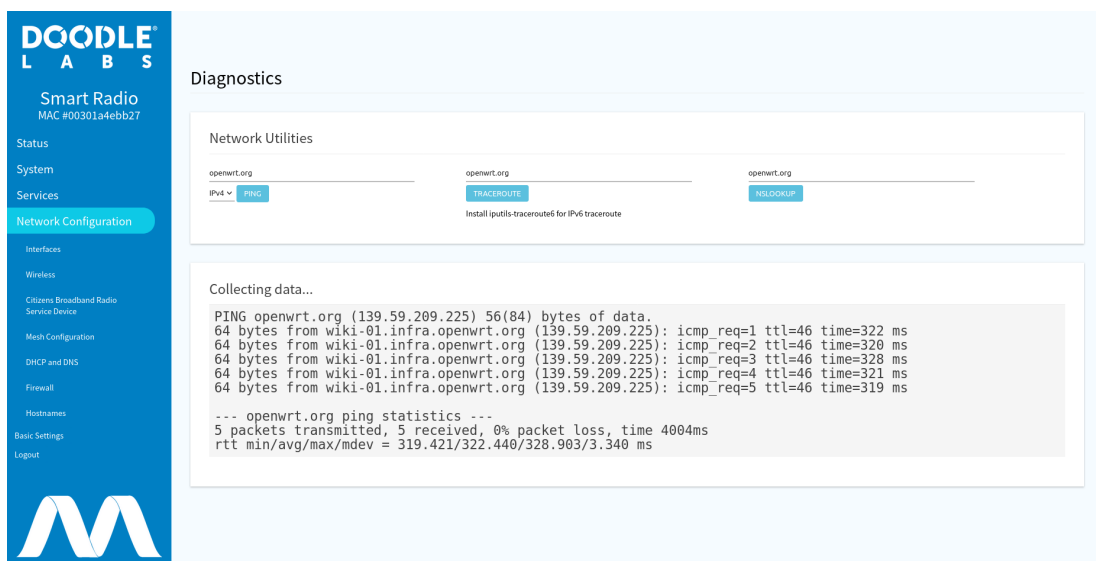 DOODLE®
LABS
Smart Radio
MAC #00301a4ebb27
Status
System
Services
Network Configuration
Interfaces
Wireless
Citizens Broadband Radio
Service Device
Mesh Configuration
DHCP and DNS
Firewall
Hostnames
Basic Settings
Logout
Diagnostics
Network Utilities
openwrt.org
IPv4 PING
openwrt.org
TRACEROUTE
Install iputils-traceroute6 for IPv6 traceroute
openwrt.org
NSLOOKUP
Collecting data...
PING openwrt.org (139.59.209.225) 56(84) bytes of data.
64 bytes from wiki-01.infra.openwrt.org (139.59.209.225): icmp_req=1 ttl=46 time=322 ms
64 bytes from wiki-01.infra.openwrt.org (139.59.209.225): icmp_req=2 ttl=46 time=320 ms
64 bytes from wiki-01.infra.openwrt.org (139.59.209.225): icmp_req=3 ttl=46 time=328 ms
64 bytes from wiki-01.infra.openwrt.org (139.59.209.225): icmp_req=4 ttl=46 time=321 ms
64 bytes from wiki-01.infra.openwrt.org (139.59.209.225): icmp_req=5 ttl=46 time=319 ms
--- openwrt.org ping statistics ---
5 packets transmitted, 5 received, 0% packet loss, time 4004ms
rtt min/avg/max/mdev = 319.421/322.440/328.903/3.340 ms